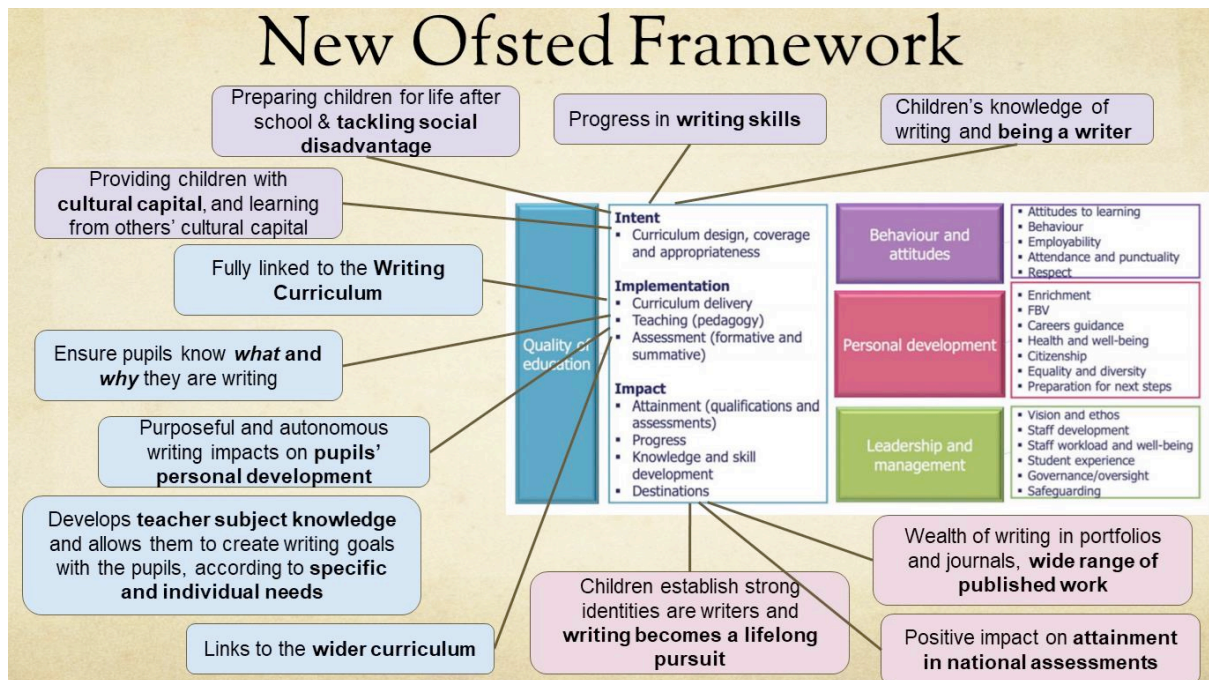 New Ofsted Framework
Preparing children for life after
school & tackling social
disadvantage
Progress in writing skills
Children's knowledge of
writing and being a writer
Providing children with
cultural capital, and learning
from others' cultural capital
Fully linked to the Writing
Curriculum
Ensure pupils know what and
why they are writing
Purposeful and autonomous
writing impacts on pupils'
personal development
Develops teacher subject knowledge
and allows them to create writing goals
with the pupils, according to specific
and individual needs
Links to the wider curriculum
Quality of
education
Intent
▪ Curriculum design, coverage
and appropriateness
Implementation
▪ Curriculum delivery
▪ Teaching (pedagogy)
▪ Assessment (formative and
summative)
Impact
▪ Attainment (qualifications and
assessments)
▪ Progress
▪ Knowledge and skill
development
▪ Destinations
Behaviour and
attitudes
▪ Attitudes to learning
▪ Behaviour
▪ Employability
▪ Attendance and punctuality
▪ Respect
Personal development
▪ Enrichment
▪ FBV
▪ Careers guidance
▪ Health and well-being
▪ Citizenship
▪ Equality and diversity
▪ Preparation for next steps
Leadership and
management
▪ Vision and ethos
▪ Staff development
▪ Staff workload and well-being
▪ Student experience
▪ Governance/oversight
▪ Safeguarding
Children establish strong
identities are writers and
writing becomes a lifelong
pursuit
Wealth of writing in portfolios
and journals, wide range of
published work
Positive impact on attainment
in national assessments